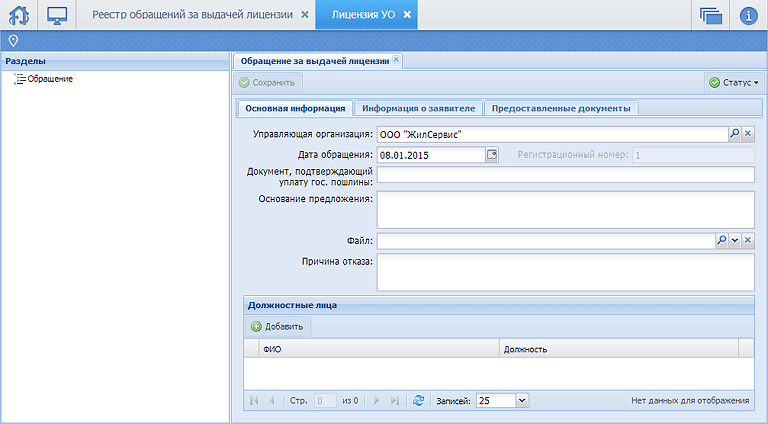 Реестр обращений за выдачей лицензии
Лицензия УО
Разделы
Обращение
Обращение за выдачей лицензии
Сохранить
Статус
Основная информация
Информация о заявителе
Предоставленные документы
Управляющая организация: ООО "ЖилСервис"
Дата обращения: 08.01.2015 Регистрационный номер: 1
Документ, подтверждающий
уплату гос. пошлины:
Основание предложения:
Файл:
Причина отказа:
Должностные лица
Добавить
ФИО Должность
Стр. 0 из 0 Записей: 25 Нет данных для отображения